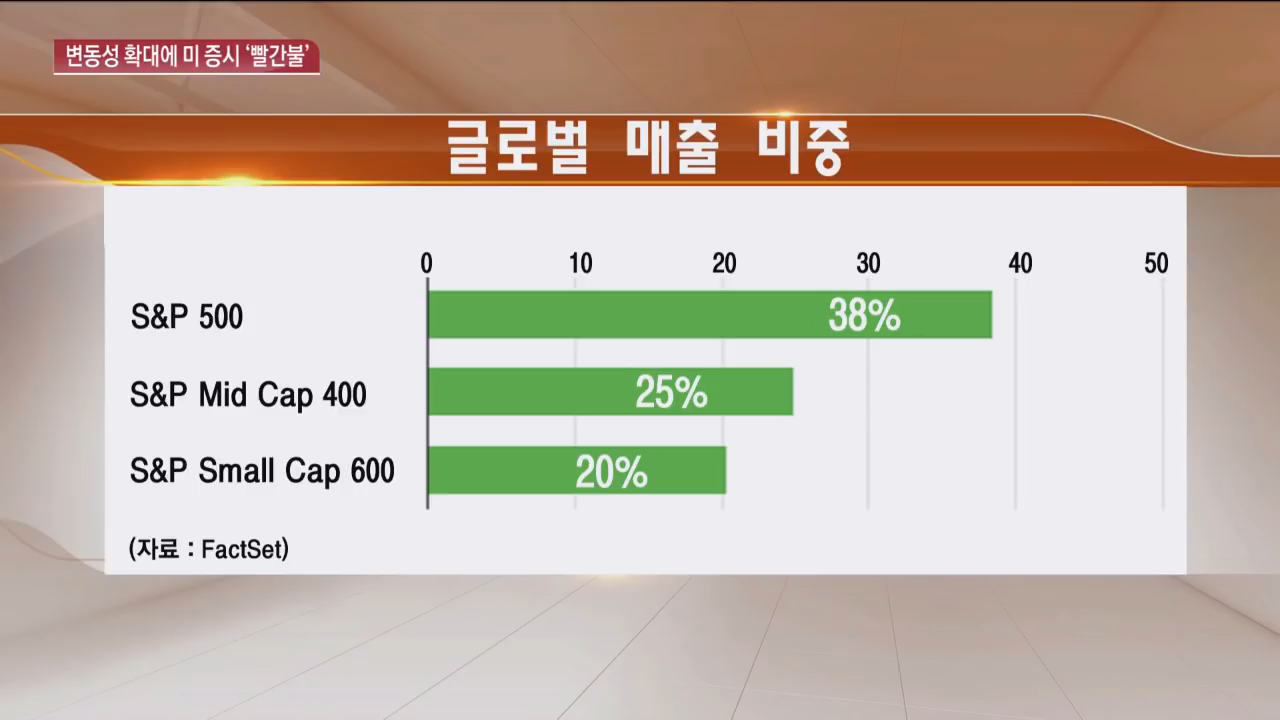 변동성 확대에 미 증시 ‘빨간불’
글로벌 매출 비중
0 10 20 30 40 50
S&P 500 38%
S&P Mid Cap 400 25%
S&P Small Cap 600 20%
(자료 : FactSet)